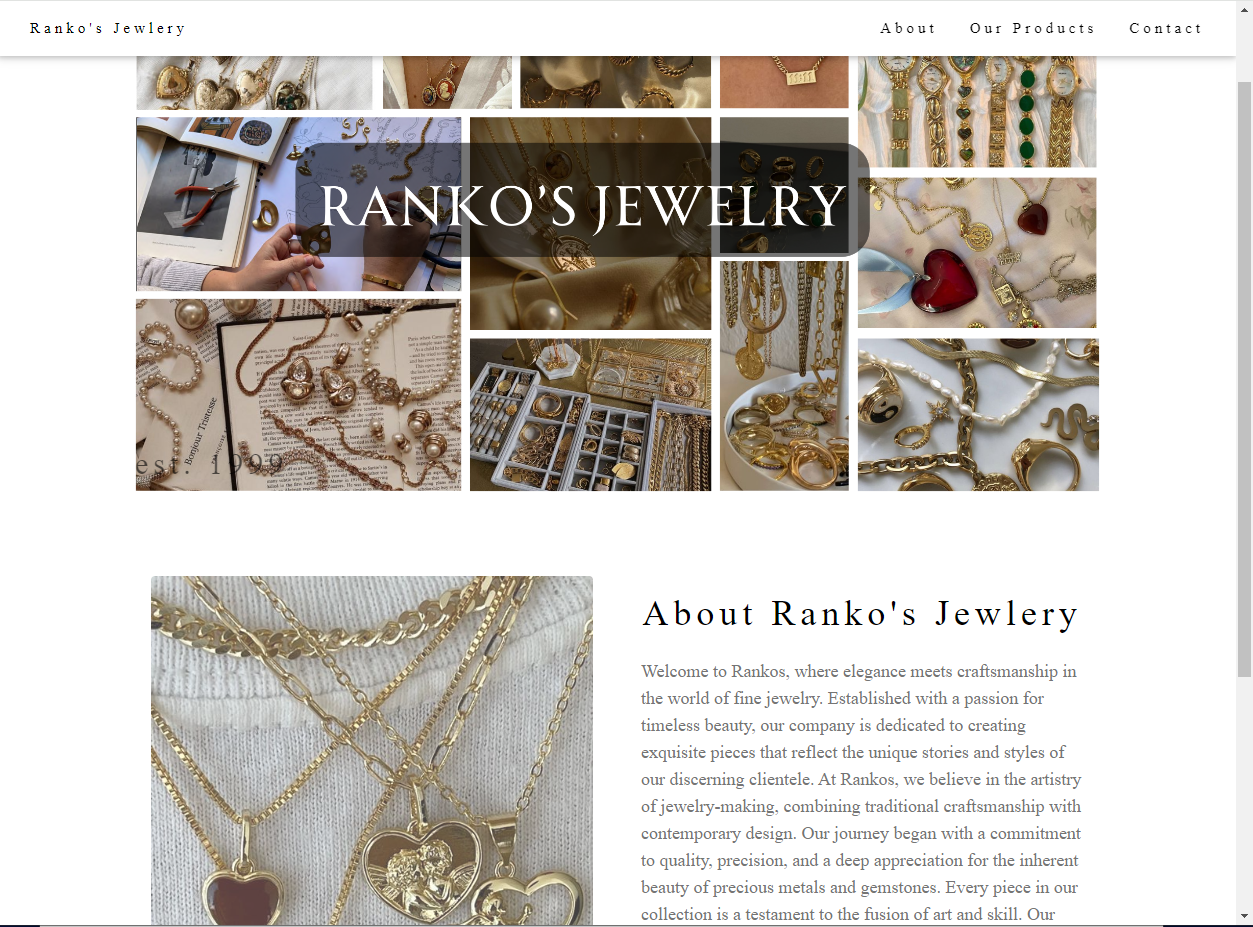 Ranko's Jewlery
About
Our Products
Contact
RANKO'S JEWELRY
Bonjour Tristesse
est. 1999
About Ranko's Jewlery
Welcome to Rankos, where elegance meets craftsmanship in
the world of fine jewelry. Established with a passion for
timeless beauty, our company is dedicated to creating
exquisite pieces that reflect the unique stories and styles of
our discerning clientele. At Rankos, we believe in the artistry
of jewelry-making, combining traditional craftsmanship with
contemporary design. Our journey began with a commitment
to quality, precision, and a deep appreciation for the inherent
beauty of precious metals and gemstones. Every piece in our
collection is a testament to the fusion of art and skill. Our